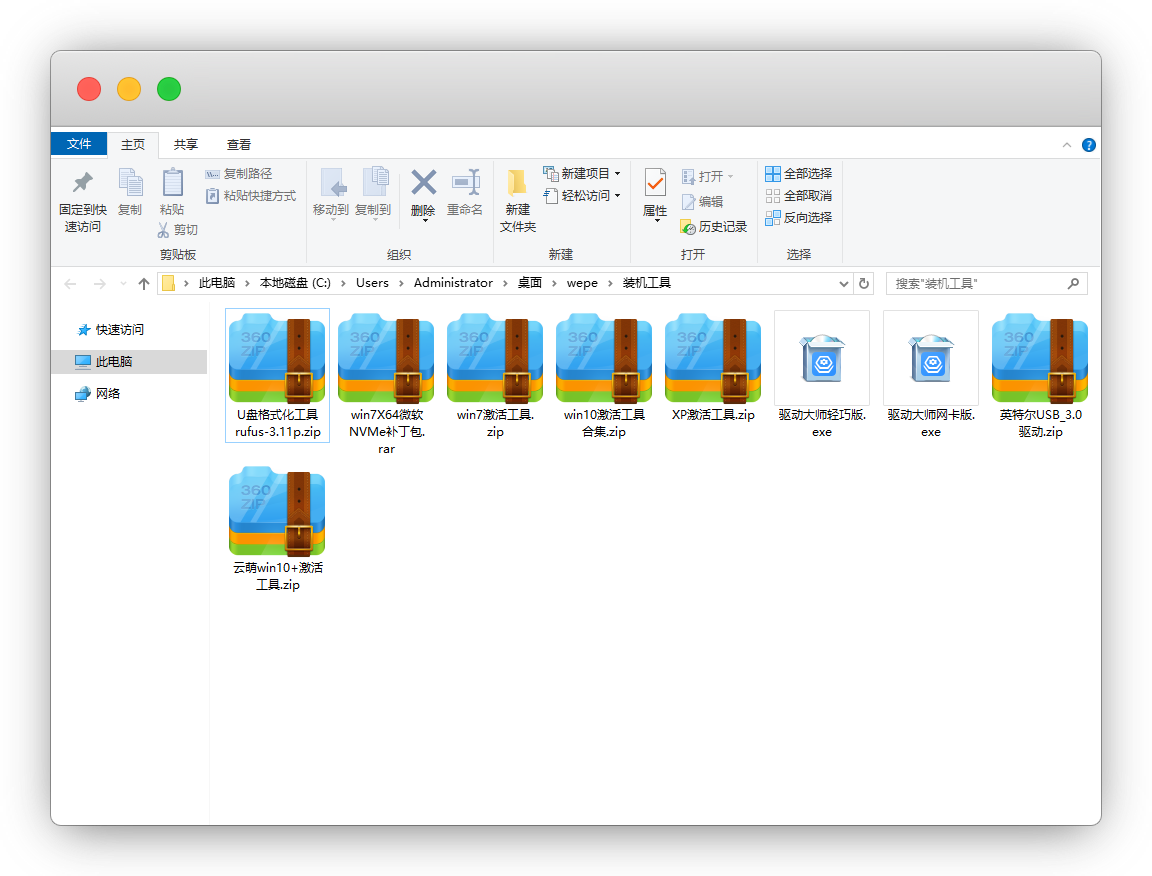 文件 主页 共享 查看
固定到快速访问
复制
粘贴
复制路径
粘贴快捷方式
剪切
剪贴板
移动到
复制到
删除
重命名
组织
新建文件夹
新建项目
轻松访问
新建
属性
打开
编辑
历史记录
打开
全部选择
全部取消
反向选择
选择
此电脑 本地磁盘 (C:) Users Administrator 桌面 wepe 装机工具
搜索"装机工具"
快速访问
此电脑
网络
360 ZIP
U盘格式化工具
rufus-3.11p.zip
360 ZIP
win7X64微软
NVMe补丁包.
rar
360 ZIP
win7激活工具.
zip
360 ZIP
win10激活工具
合集.zip
360 ZIP
XP激活工具.zip
驱动大师轻巧版.
exe
驱动大师网卡版.
exe
360 ZIP
英特尔USB_3.0
驱动.zip
360 ZIP
云萌win10+激活
工具.zip